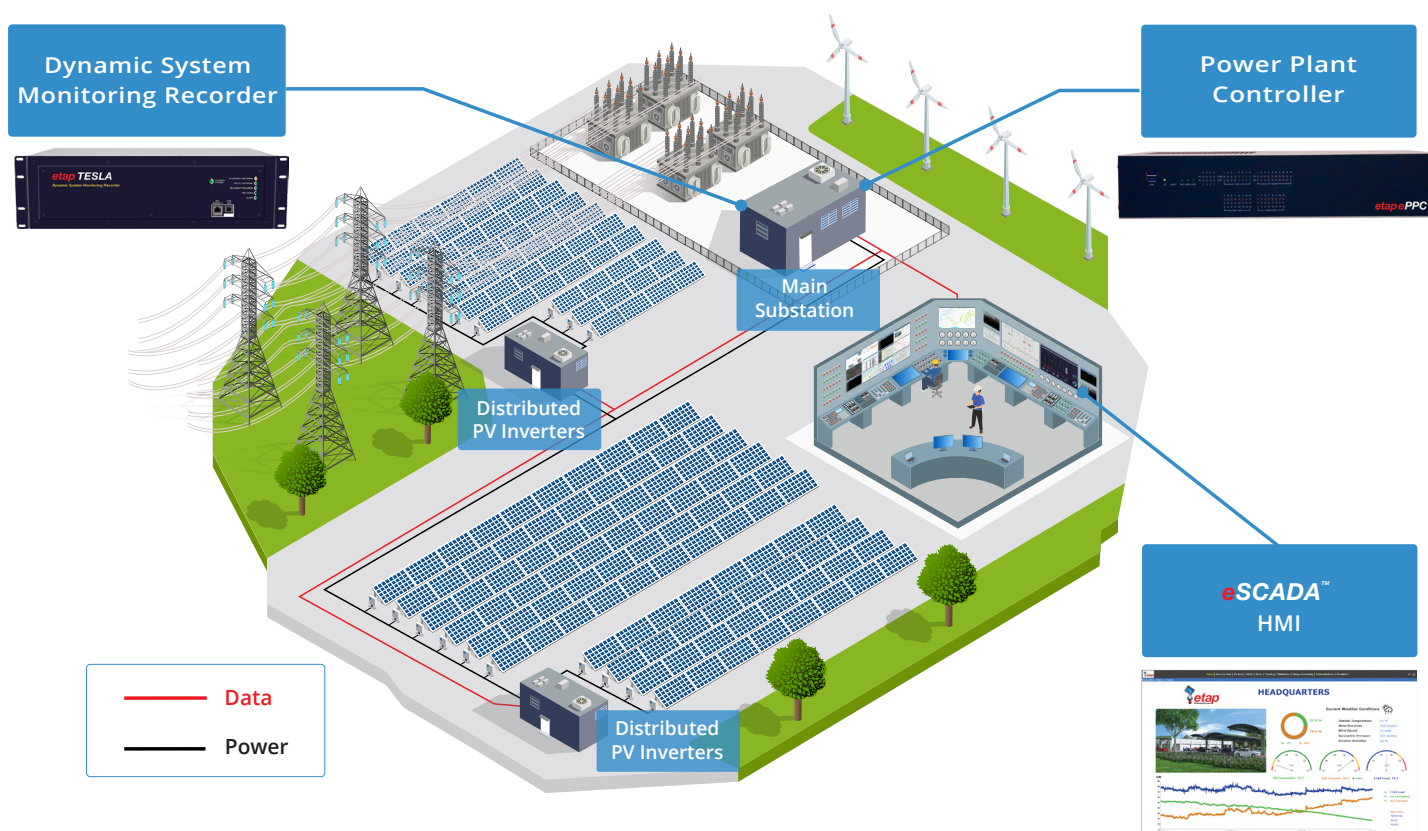 Dynamic System
Monitoring Recorder
etap TESLA
Dynamic System Monitoring Recorder
Power Plant
Controller
etap ePPC
Main
Substation
Distributed
PV Inverters
eSCADA™
HMI
Distributed
PV Inverters
Data
Power
etap
HEADQUARTERS
Current Weather Conditions